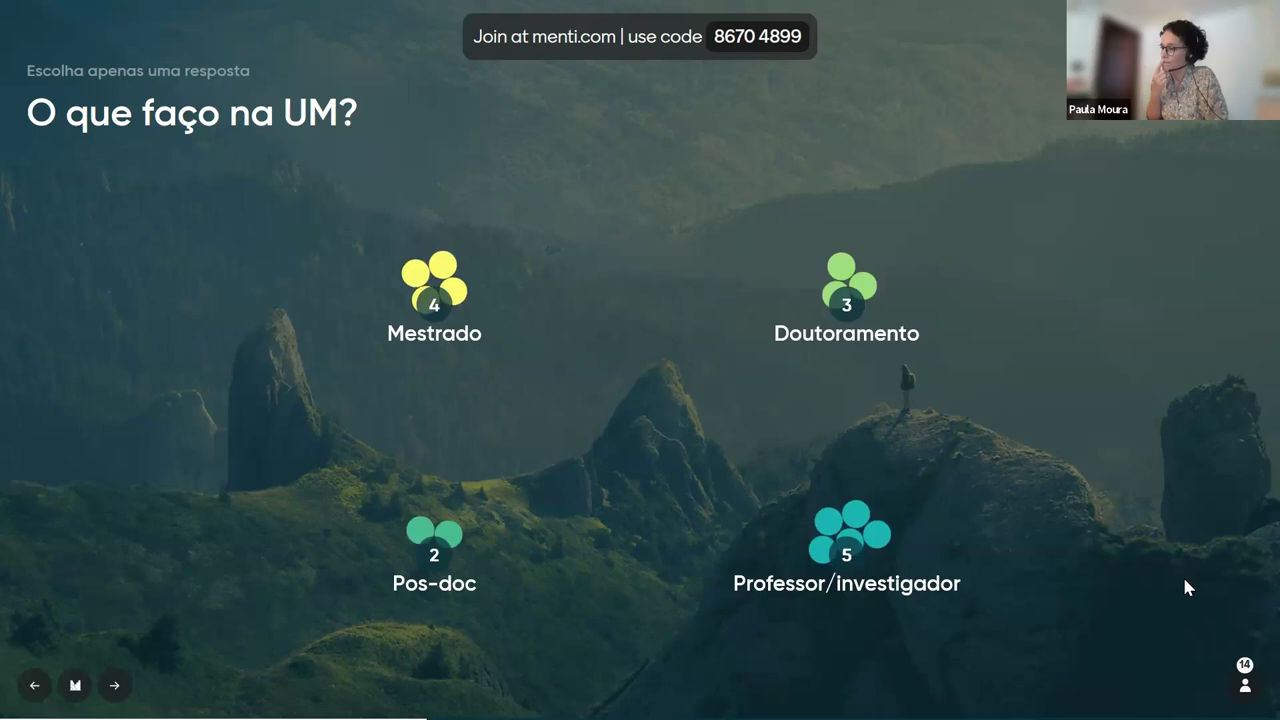 Join at menti.com | use code 8670 4899
Escolha apenas uma resposta
O que faço na UM?
Paula Moura
4
Mestrado
3
Doutoramento
2
Pos-doc
5
Professor/investigador
14